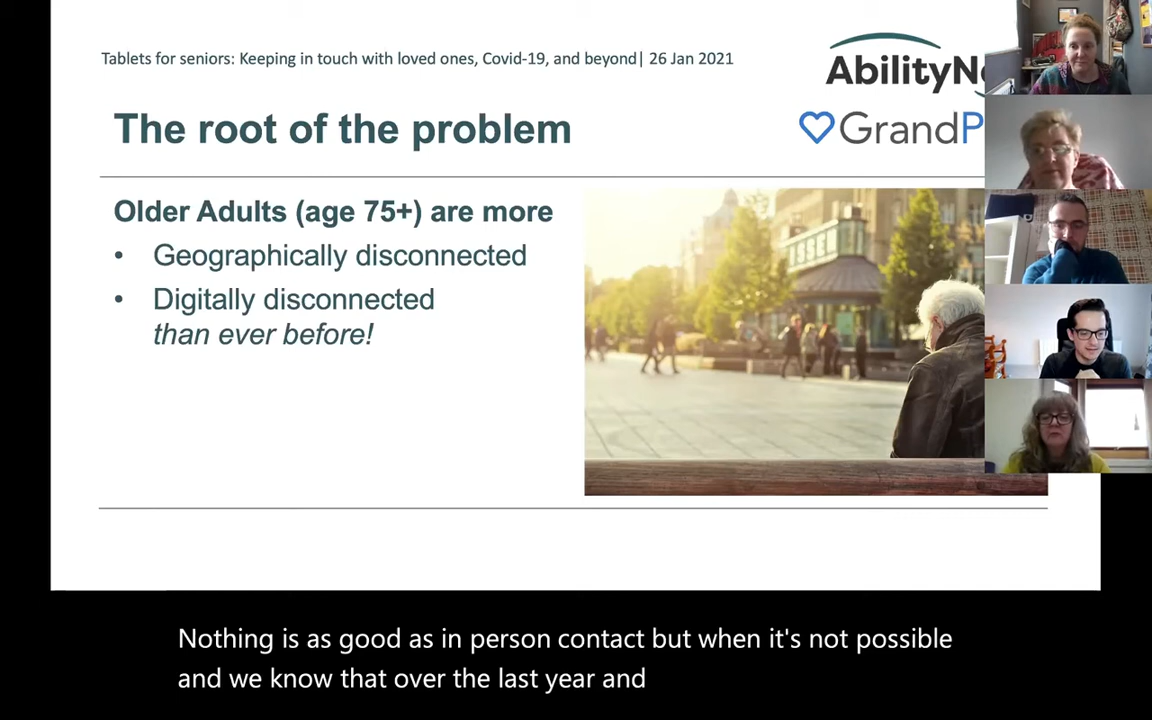 Tablets for seniors: Keeping in touch with loved ones, Covid-19, and beyond| 26 Jan 2021
AbilityN
GrandP
The root of the problem
Older Adults (age 75+) are more
• Geographically disconnected
• Digitally disconnected
than ever before!
ESSEN
Nothing is as good as in person contact but when it's not possible
and we know that over the last year and